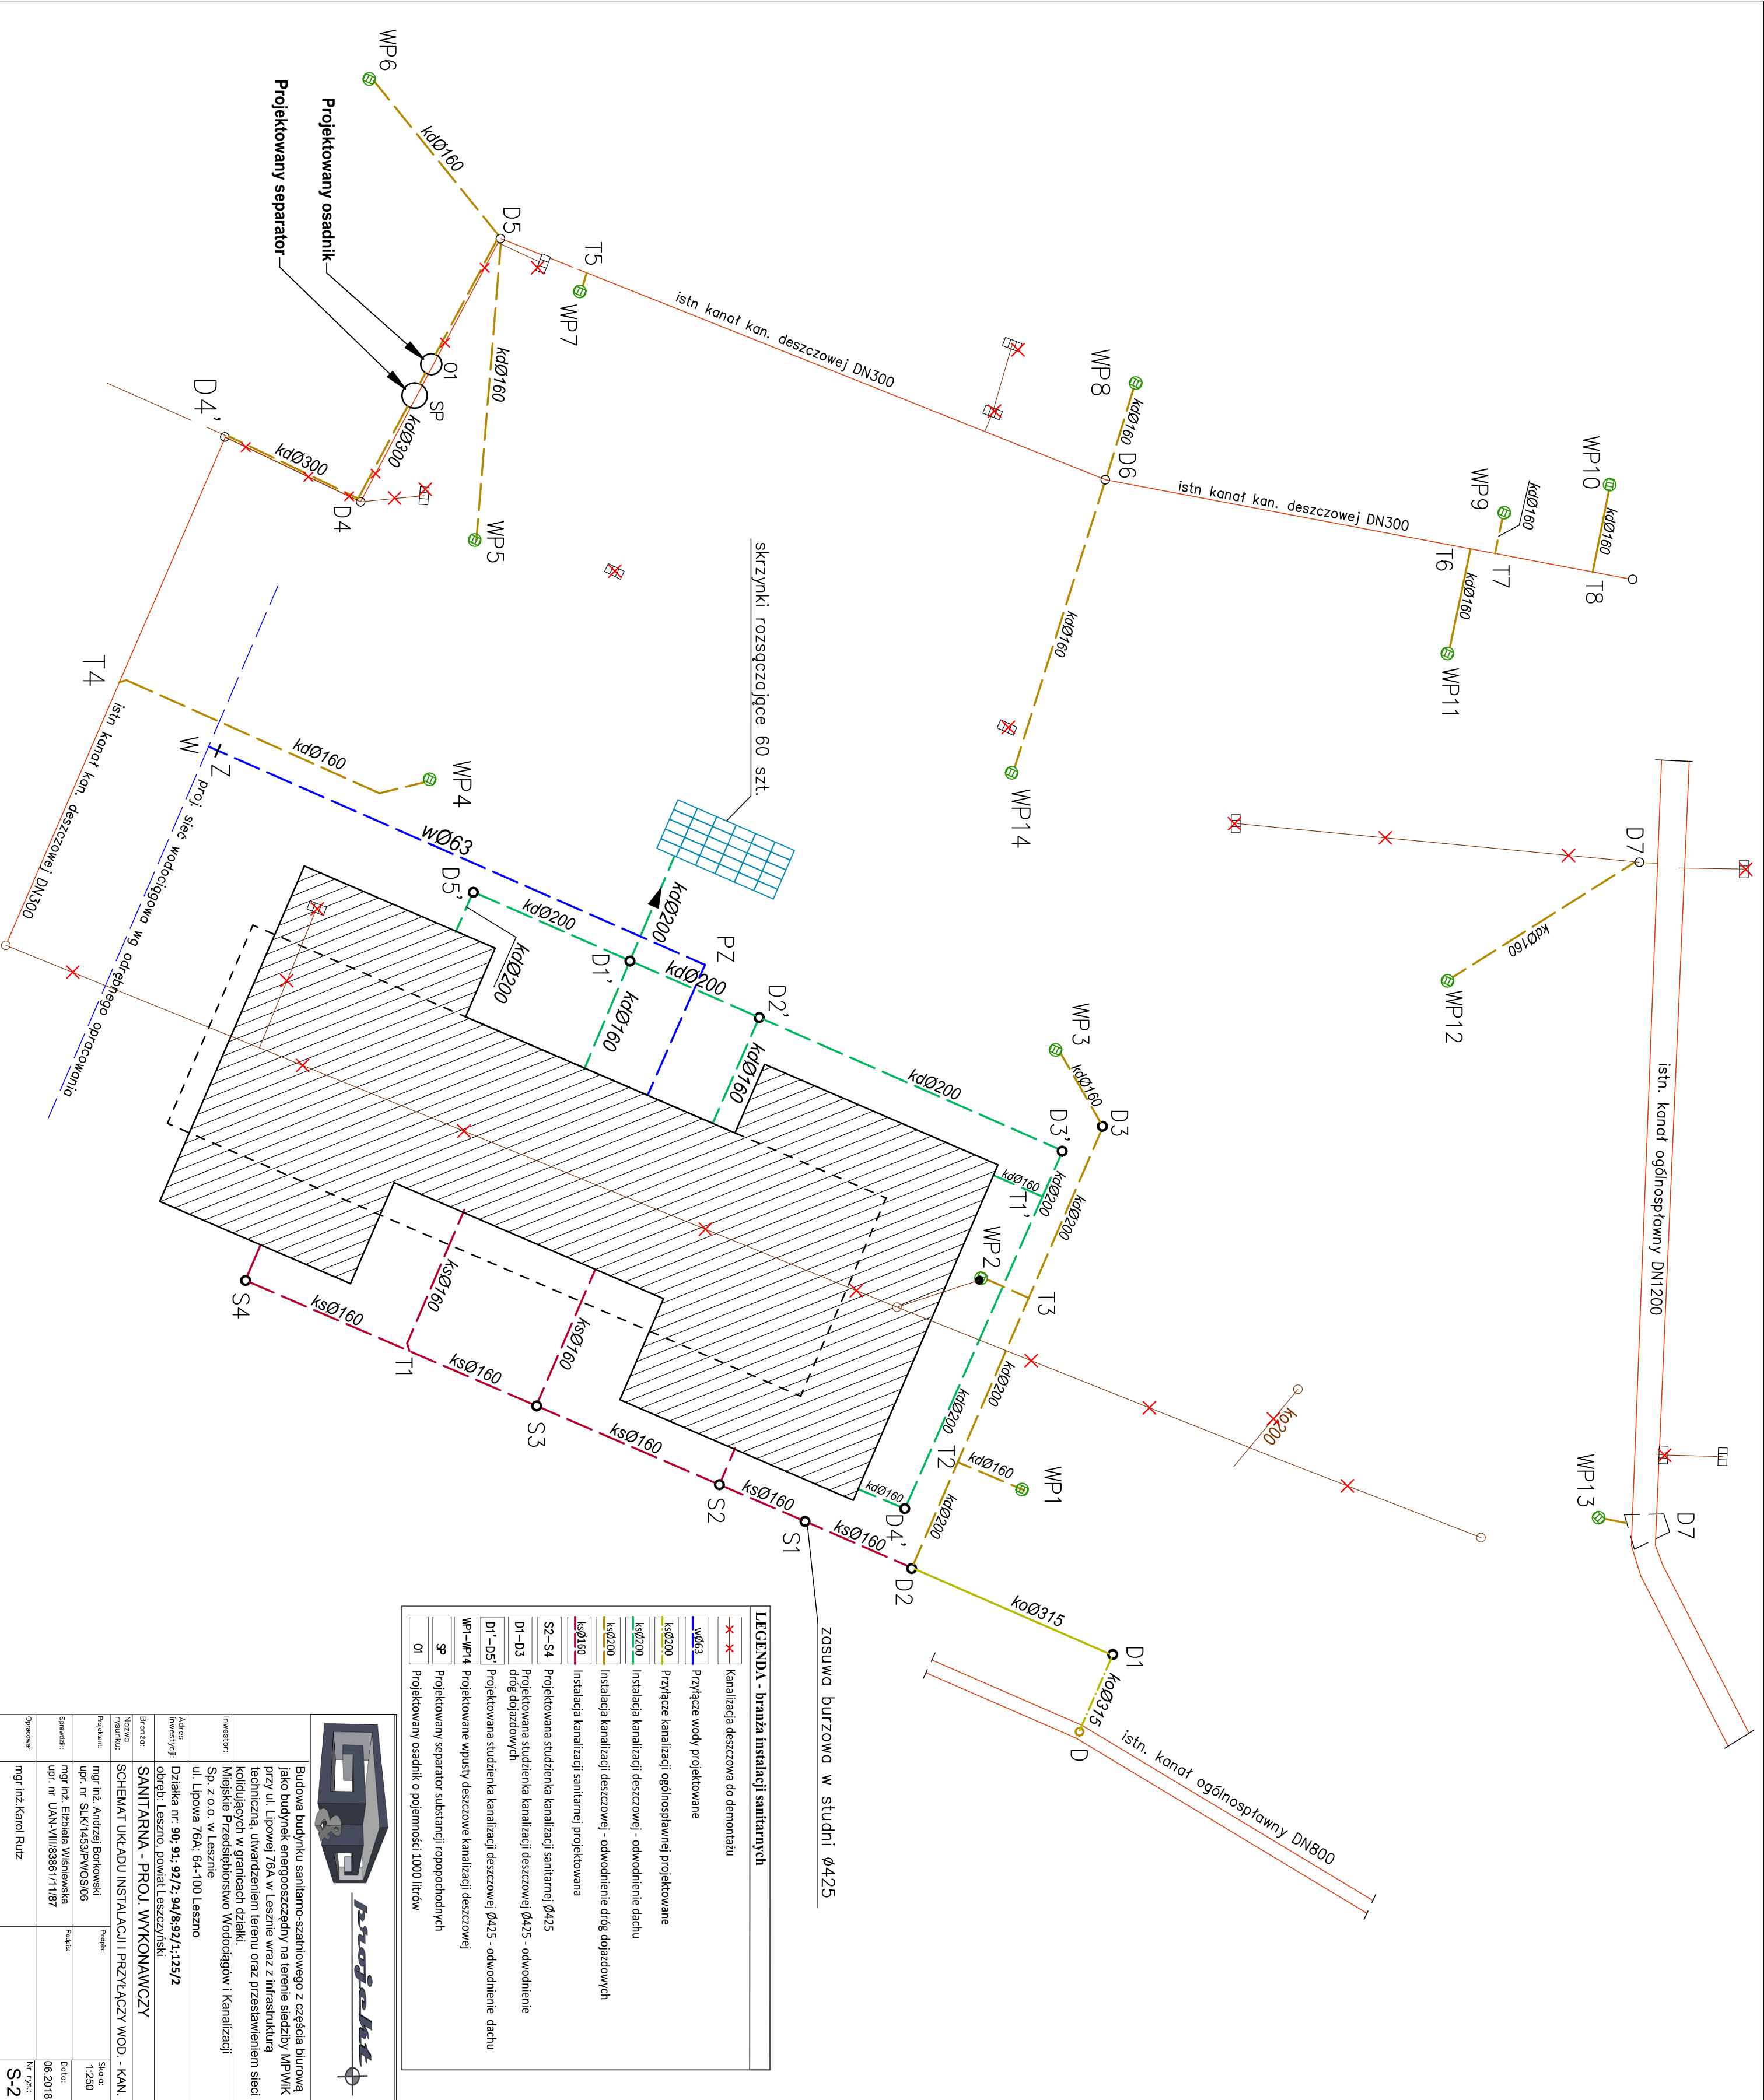 WP6
kdØ160
Projektowany osadnik
Projektowany separator
D5
T5
WP7
kdØ160
O1
SP
kdØ300
D4'
kdØ300
D4
WP5
istn kanał kan. deszczowej DN300
WP8
kdØ160
D6
istn kanał kan. deszczowej DN300
WP10
kdØ160
WP9
kdØ160
T8
T7
T6
kdØ160
WP11
kdØ160
WP14
skrzynki rozsączające 60 szt.
T4
istn kanał kan. deszczowej DN300
W
Z
proj. sieć wodociągowa wg odrębnego opracowania
kdØ160
WP4
wØ63
D5'
kdØ200
kdØ200
kdØ200
PZ
D1'
kdØ200
kdØ160
D2'
kdØ160
kdØ200
D7
kdØ160
WP12
istn. kanał ogólnospławny DN1200
WP3
kdØ160
D3
D3'
kdØ200
kdØ200
kdØ160
T1'
WP2
T3
kdØ200
kdØ200
T2
kdØ160
WP1
kdØ200
kdØ160
D4'
D2
ko200
WP13
D7
S4
ksØ160
ksØ160
T1
ksØ160
ksØ160
S3
ksØ160
S2
ksØ160
S1
ksØ160
koØ315
D1
koØ315
D
istn. kanał ogólnospławny DN800
zasuwa burzowa w studni Ø425
LEGENDA - branża instalacji sanitarnych
Kanalizacja deszczowa do demontażu
wØ63 Przyłącze wody projektowane
ksØ200 Przyłącze kanalizacji ogólnospławnej projektowane
ksØ200 Instalacja kanalizacji deszczowej - odwodnienie dachu
ksØ200 Instalacja kanalizacji deszczowej - odwodnienie dróg dojazdowych
ksØ160 Instalacja kanalizacji sanitarnej projektowana
S2-S4 Projektowana studzienka kanalizacji sanitarnej Ø425
D1-D3 Projektowana studzienka kanalizacji deszczowej Ø425 - odwodnienie
dróg dojazdowych
D1'-D5' Projektowana studzienka kanalizacji deszczowej Ø425 - odwodnienie dachu
WP1-WP14 Projektowane wpusty deszczowe kanalizacji deszczowej
SP Projektowany separator substancji ropopochodnych
O1 Projektowany osadnik o pojemności 1000 litrów
projekt
Budowa budynku sanitarno-szatniowego z częścia biurową
jako budynek energooszczędny na terenie siedziby MPWiK
przy ul. Lipowej 76A w Lesznie wraz z infrastrukturą
techniczną, utwardzeniem terenu oraz przestawieniem sieci
kolidujących w granicach działki.
Inwestor: Miejskie Przedsiębiorstwo Wodociągów i Kanalizacji
Sp. z o.o. w Lesznie
ul. Lipowa 76A; 64-100 Leszno
Adres inwestycji: Działka nr: 90; 91; 92/2; 94/8;92/1;125/2
obręb: Leszno, powiat Leszczyński
Branża: SANITARNA - PROJ. WYKONAWCZY
Nazwa rysunku: SCHEMAT UKŁADU INSTALACJI I PRZYŁĄCZY WOD. - KAN.
Projektant: mgr inż. Andrzej Borkowski
upr. nr SLK/1453/PWOS/06
Podpis:
Skala:
1:250
Sprawdził: mgr inż. Elżbieta Wiśniewska
upr. nr UAN-VIII/83861/11/87
Podpis:
Data:
06.2018
Opracował: mgr inż.Karol Rutz
Nr rys.:
S-2